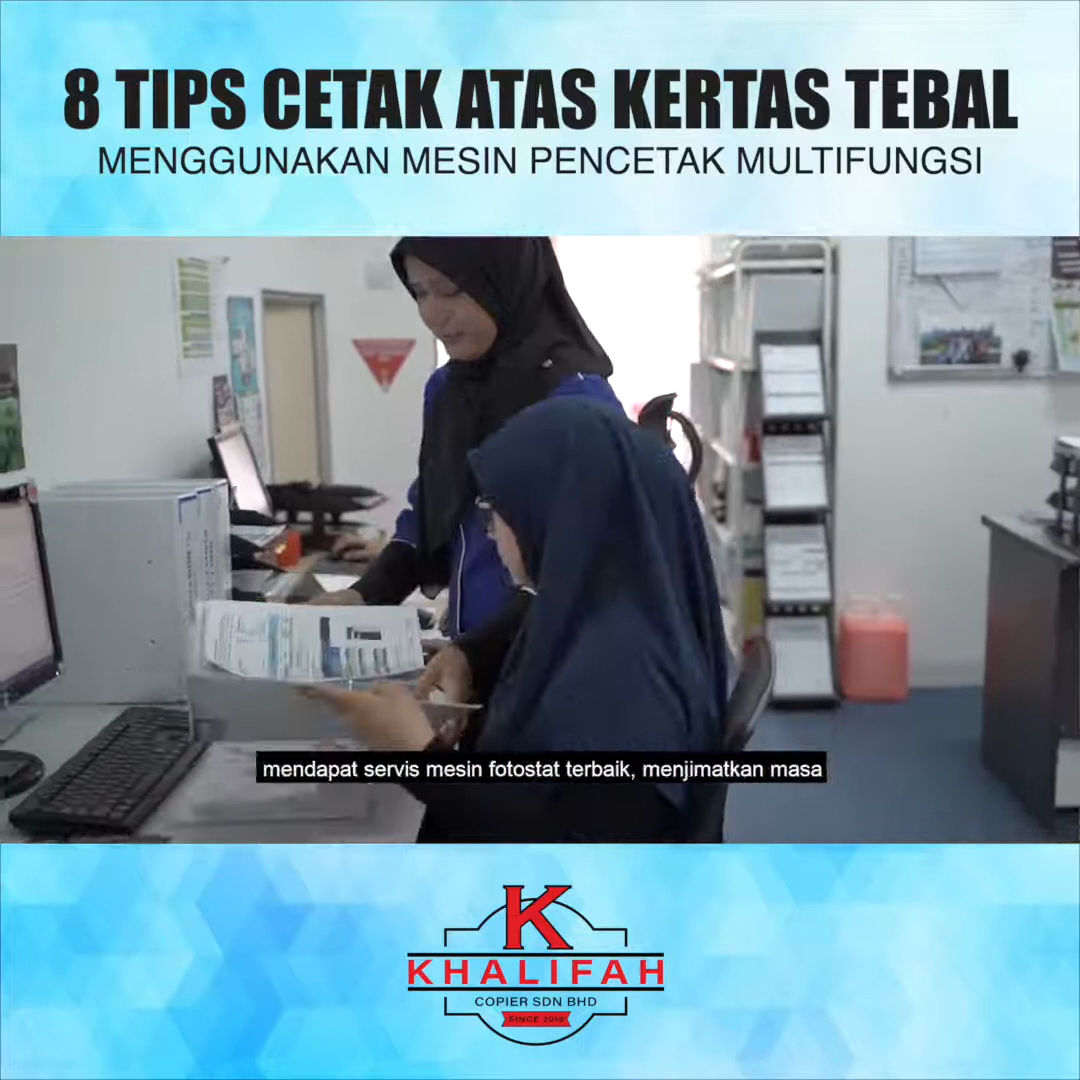 8 TIPS CETAK ATAS KERTAS TEBAL
MENGGUNAKAN MESIN PENCETAK MULTIFUNGSI
mendapat servis mesin fotostat terbaik, menjimatkan masa
K
KHALIFAH
COPIER SDN BHD
SINCE 2016